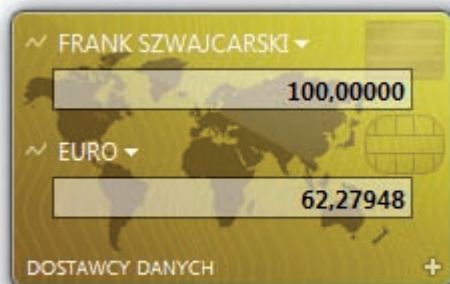 FRANK SZWAJCARSKI
100,00000
EURO
62,27948
DOSTAWCY DANYCH